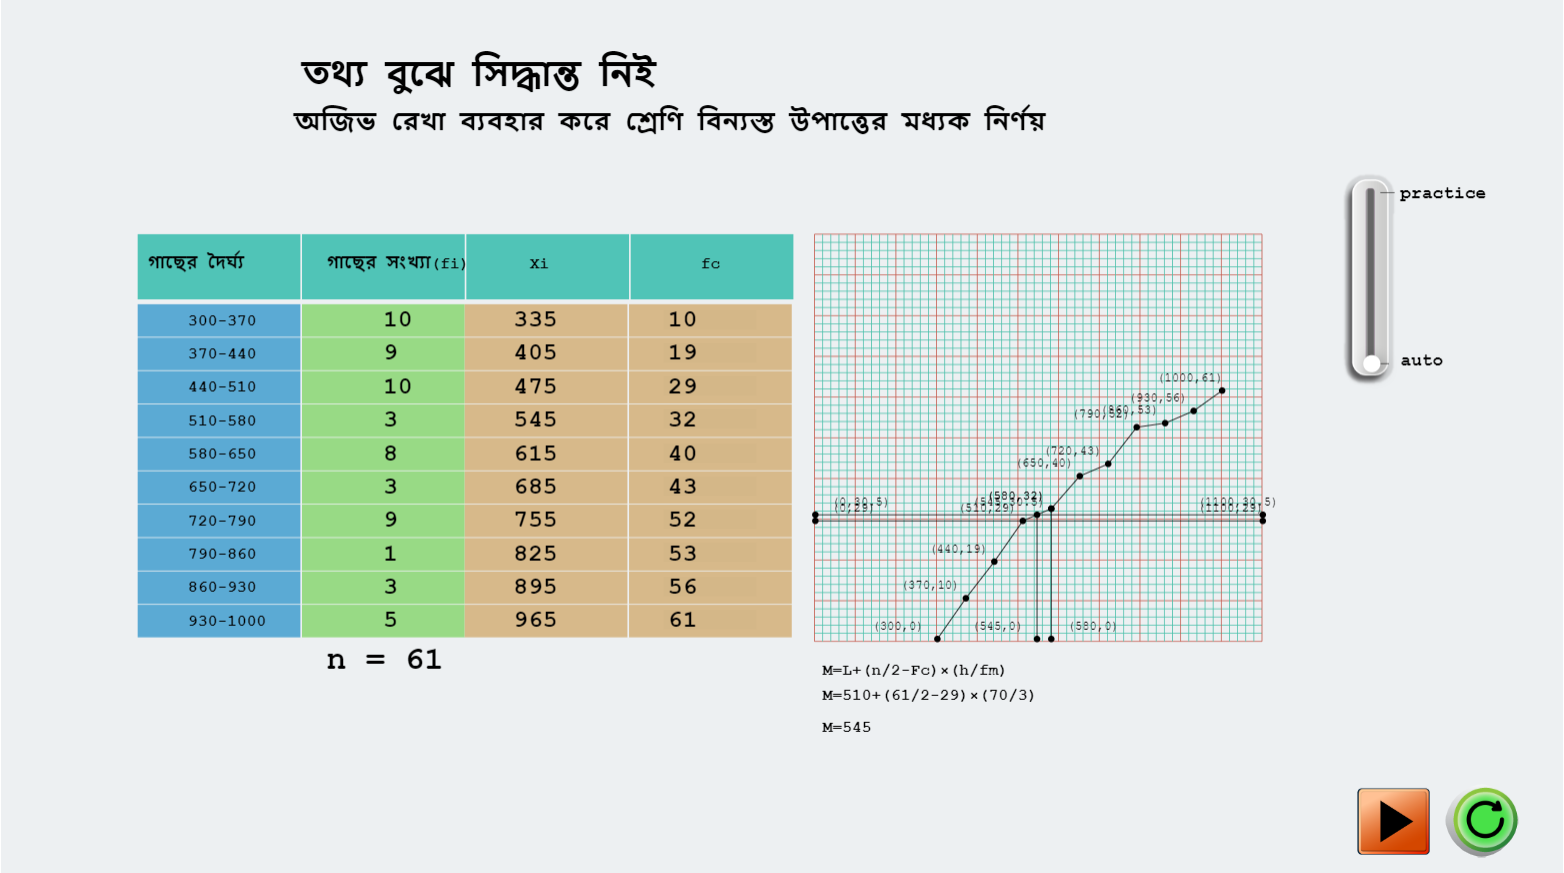 তথ্য বুঝে সিদ্ধান্ত নিই
অজিভ রেখা ব্যবহার করে শ্রেণি বিন্যস্ত উপাত্তের মধ্যক নির্ণয়
practice
auto
গাছের দৈর্ঘ্য গাছের সংখ্যা(fi) Xi fc
300-370 10 335 10
370-440 9 405 19
440-510 10 475 29
510-580 3 545 32
580-650 8 615 40
650-720 3 685 43
720-790 9 755 52
790-860 1 825 53
860-930 3 895 56
930-1000 5 965 61
n = 61
(1000,61)
(930,56)
(860,53)
(790,52)
(720,43)
(650,40)
(580,32)
(545,30.5)
(510,29)
(0,30.5)
(0,29)
(1100,30.5)
(1100,29)
(440,19)
(370,10)
(300,0)
(545,0)
(580,0)
M=L+(n/2-Fc)×(h/fm)
M=510+(61/2-29)×(70/3)
M=545